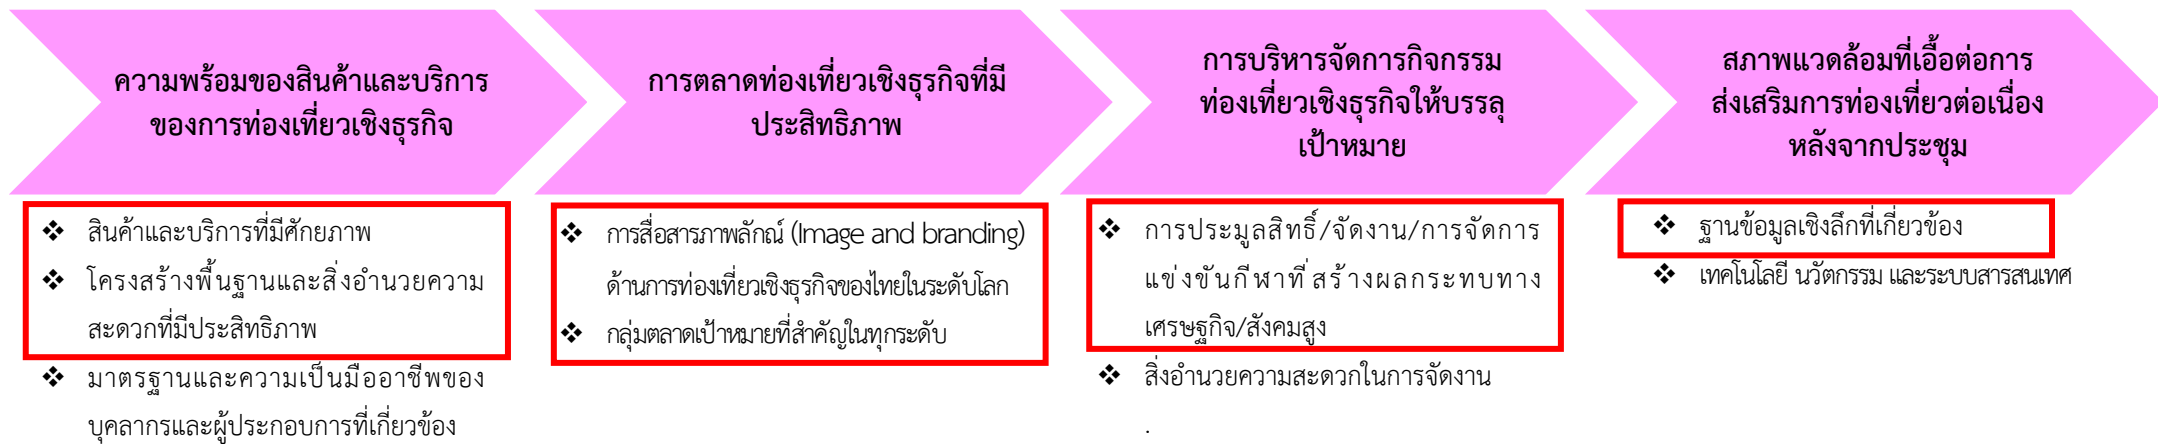 ความพร้อมของสินค้าและบริการ
ของการท่องเที่ยวเชิงธุรกิจ
การตลาดท่องเที่ยวเชิงธุรกิจที่มี
ประสิทธิภาพ
การบริหารจัดการกิจกรรม
ท่องเที่ยวเชิงธุรกิจให้บรรลุ
เป้าหมาย
สภาพแวดล้อมที่เอื้อต่อการ
ส่งเสริมการท่องเที่ยวต่อเนื่อง
หลังจากประชุม
❖ สินค้าและบริการที่มีศักยภาพ
❖ โครงสร้างพื้นฐานและสิ่งอำนวยความ
สะดวกที่มีประสิทธิภาพ
❖ มาตรฐานและความเป็นมืออาชีพของ
บุคลากรและผู้ประกอบการที่เกี่ยวข้อง
❖ การสื่อสารภาพลักณ์ (Image and branding)
ด้านการท่องเที่ยวเชิงธุรกิจของไทยในระดับโลก
❖ กลุ่มตลาดเป้าหมายที่สำคัญในทุกระดับ
❖ การประมูลสิทธิ์/จัดงาน/การจัดการ
แข่งขันกีฬาที่สร้างผลกระทบทาง
เศรษฐกิจ/สังคมสูง
❖ สิ่งอำนวยความสะดวกในการจัดงาน
.
❖ ฐานข้อมูลเชิงลึกที่เกี่ยวข้อง
❖ เทคโนโลยี นวัตกรรม และระบบสารสนเทศ